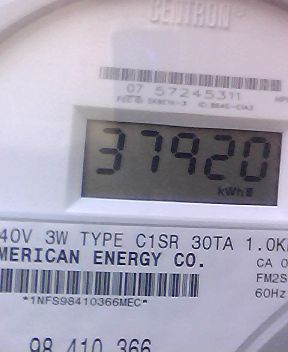 CENTRON
07 57245311
37920
kWh
40V 3W TYPE C1SR 30TA 1.0K
MERICAN ENERGY CO.
CA 0
FM2S
60Hz
*1NFS98410366MEC*
98 410 366